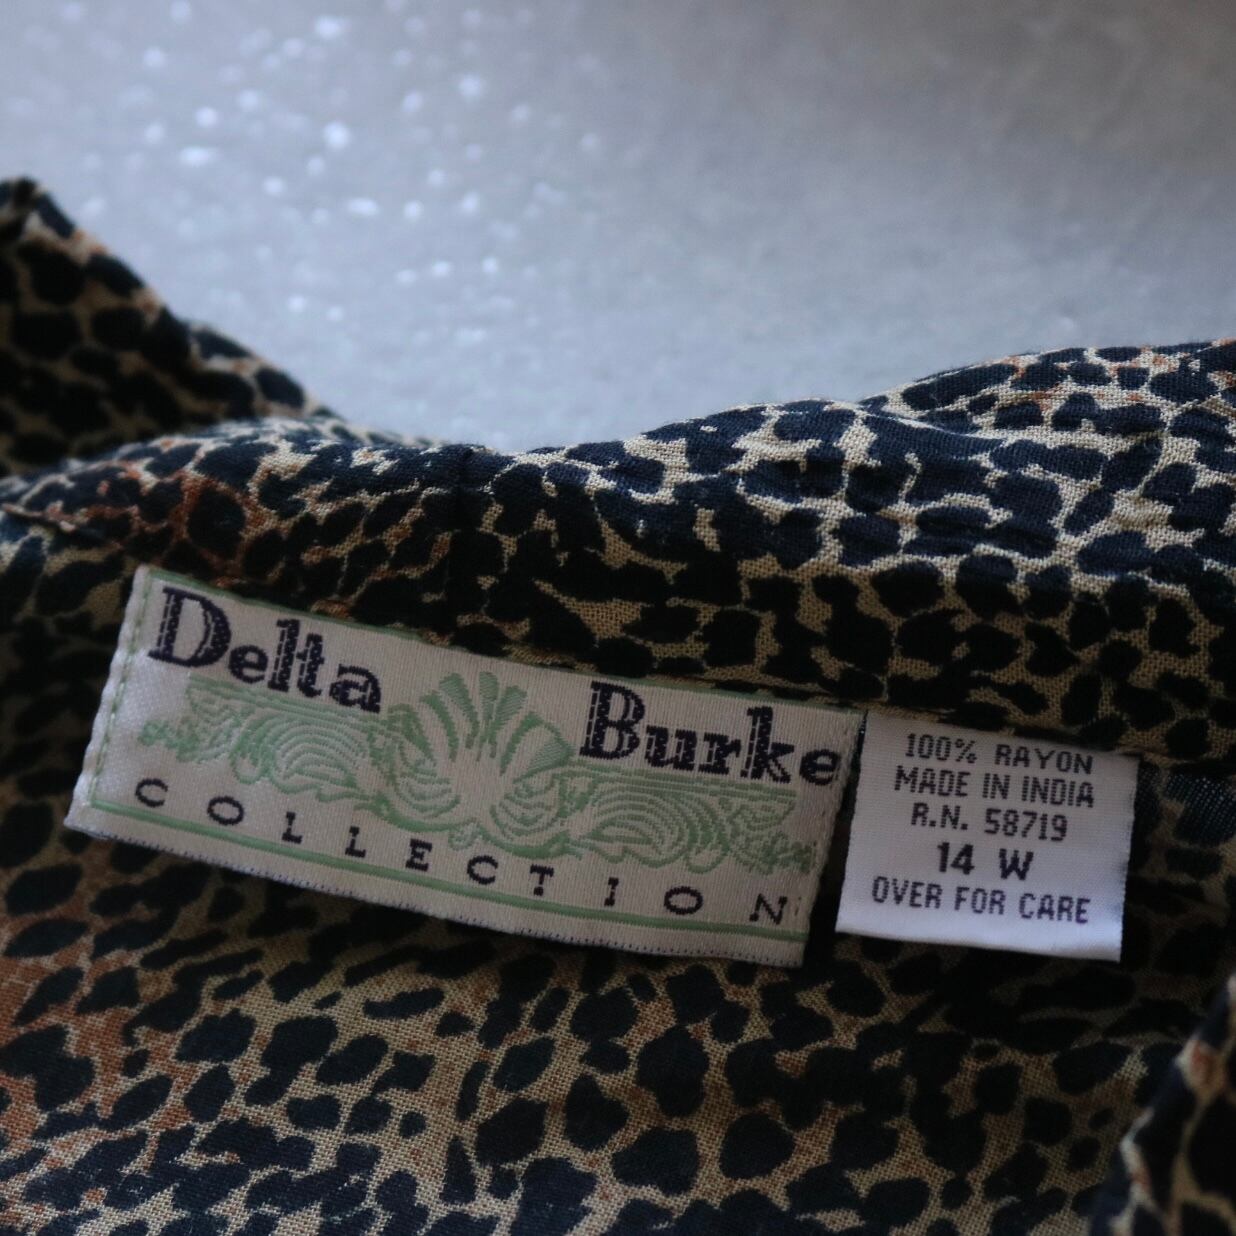 Delta Burke
COLLECTION
100% RAYON
MADE IN INDIA
R.N. 58719
14 W
OVER FOR CARE